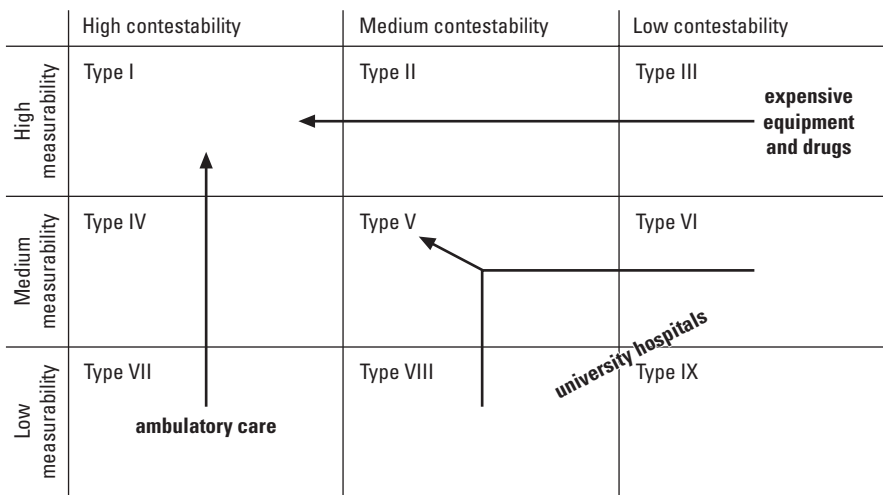 High contestability
Medium contestability
Low contestability
High
measurability
Type I
Type II
Type III
expensive
equipment
and drugs
Medium
measurability
Type IV
Type V
Type VI
university hospitals
Low
measurability
Type VII
Type VIII
Type IX
ambulatory care